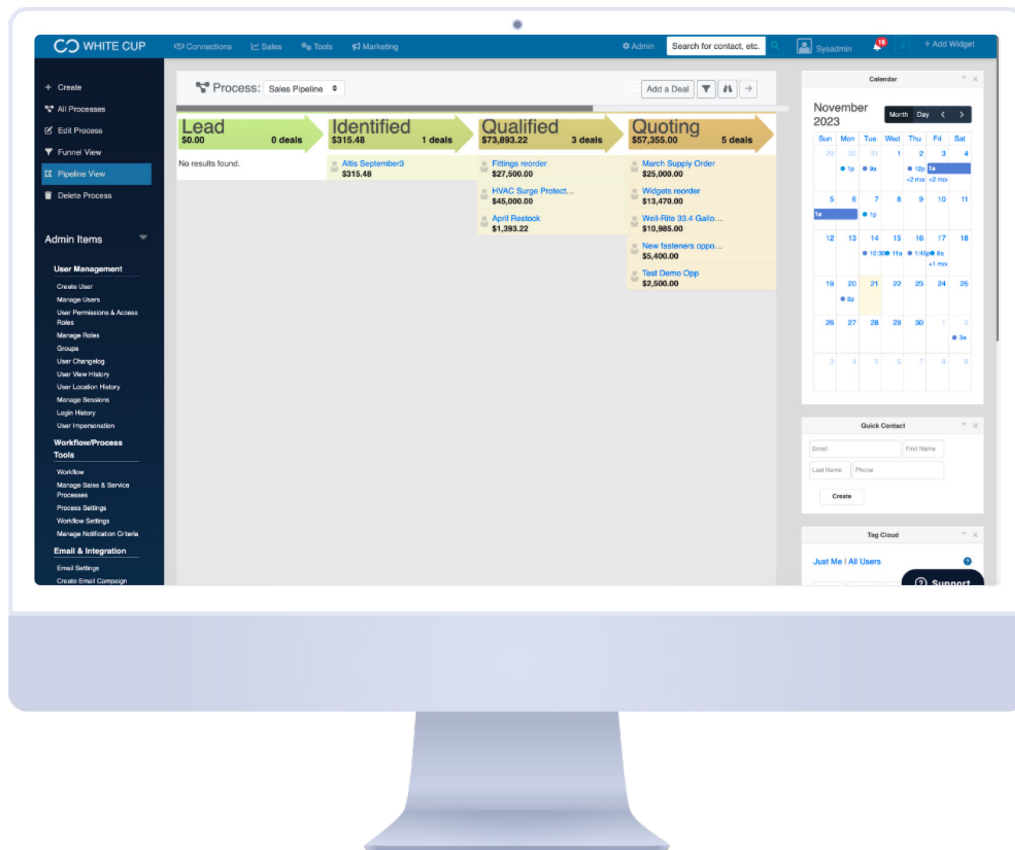 WHITE CUP
Connections Sales Tools Marketing Admin Search for contact, etc. Sysadmin 16 + Add Widget
+ Create
All Processes
Edit Process
Funnel View
Pipeline View
Delete Process
Admin Items
User Management
Create User
Manage Users
User Permissions & Access
Roles
Manage Roles
Groups
User Changelog
User View History
User Location History
Manage Sessions
Login History
User Impersonation
Workflow/Process
Tools
Workflow
Manage Sales & Service
Processes
Process Settings
Workflow Settings
Manage Notification Criteria
Email & Integration
Email Settings
Create Email Campaign
Process: Sales Pipeline Add a Deal
Lead
$0.00 0 deals
No results found.
Identified
$315.48 1 deals
Altis September3
$315.48
Qualified
$73,893.22 3 deals
Fittings reorder
$27,500.00
HVAC Surge Protect...
$45,000.00
April Restock
$1,393.22
Quoting
$57,355.00 5 deals
March Supply Order
$25,000.00
Widgets reorder
$13,470.00
Well-Rite 33.4 Gallo...
$10,985.00
New fasteners oppo...
$5,400.00
Test Demo Opp
$2,500.00
Calendar
November
2023
Month Day < >
Sun Mon Tue Wed Thu Fri Sat
29 30 31 1 2 3 4
1p 9a 12p 1a
+2 mor +2 mor
5 6 7 8 9 10 11
1a 1p
12 13 14 15 16 17 18
10:30 11a 1:45p 8a
+1 mor
19 20 21 22 23 24 25
6p
26 27 28 29 30 1 2
3a
3 4 5 6 7 8 9
Quick Contact
Email First Name
Last Name Phone
Create
Tag Cloud
Just Me | All Users
Support